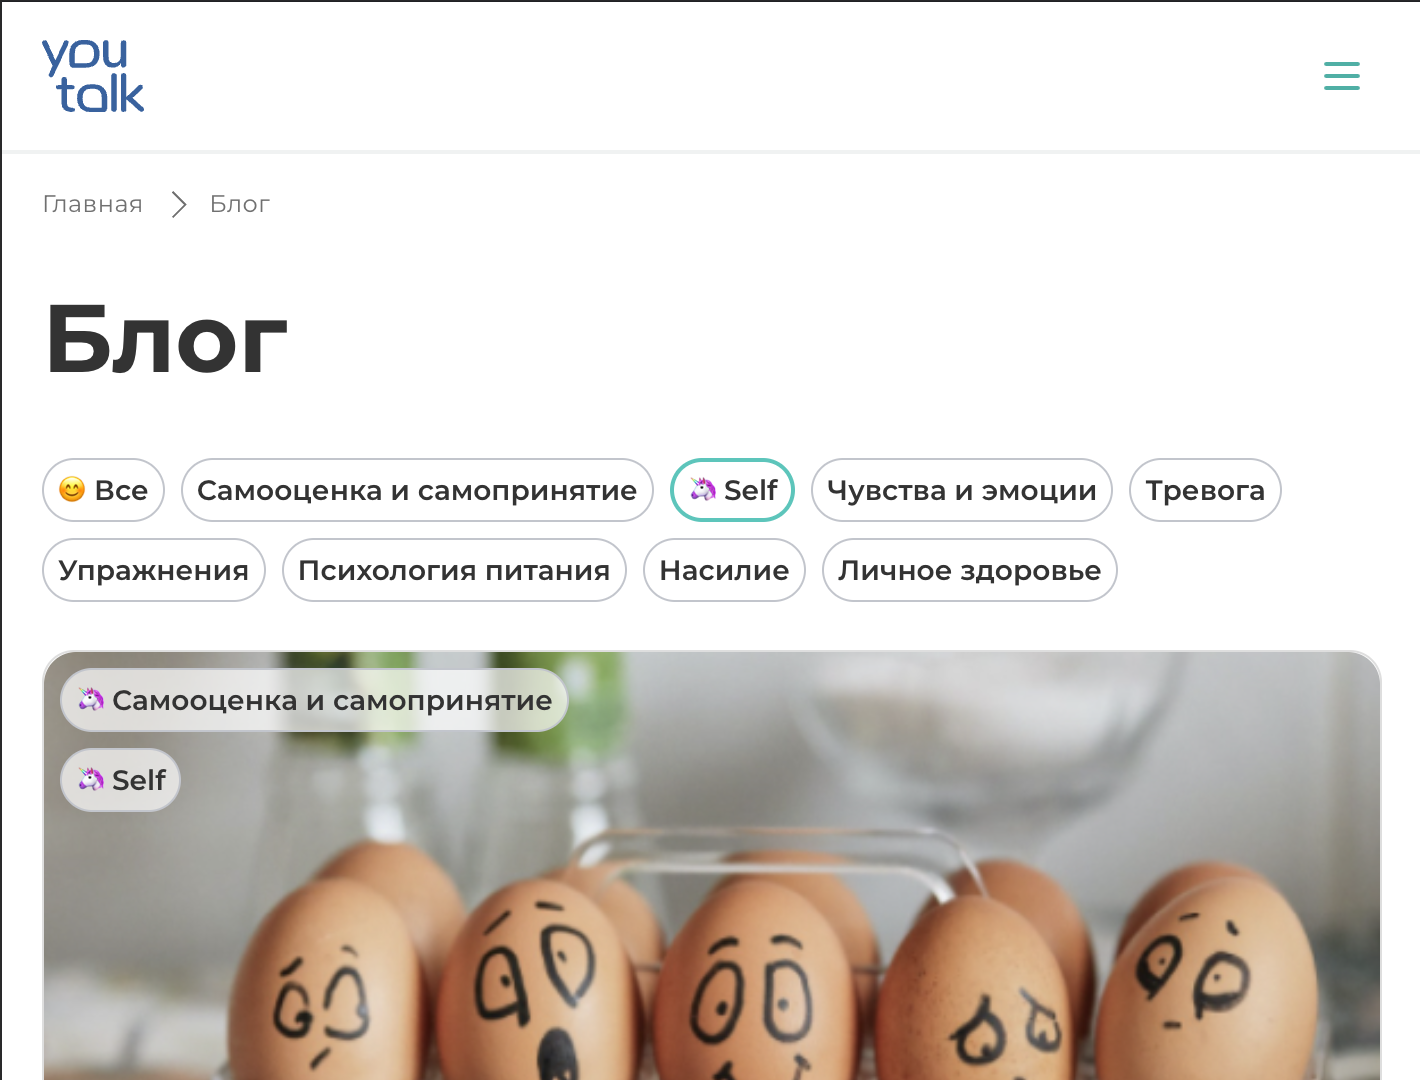 you
talk
Главная Блог
Блог
😊 Все Самооценка и самопринятие 🦄 Self Чувства и эмоции Тревога
Упражнения Психология питания Насилие Личное здоровье
🦄 Самооценка и самопринятие
🦄 Self